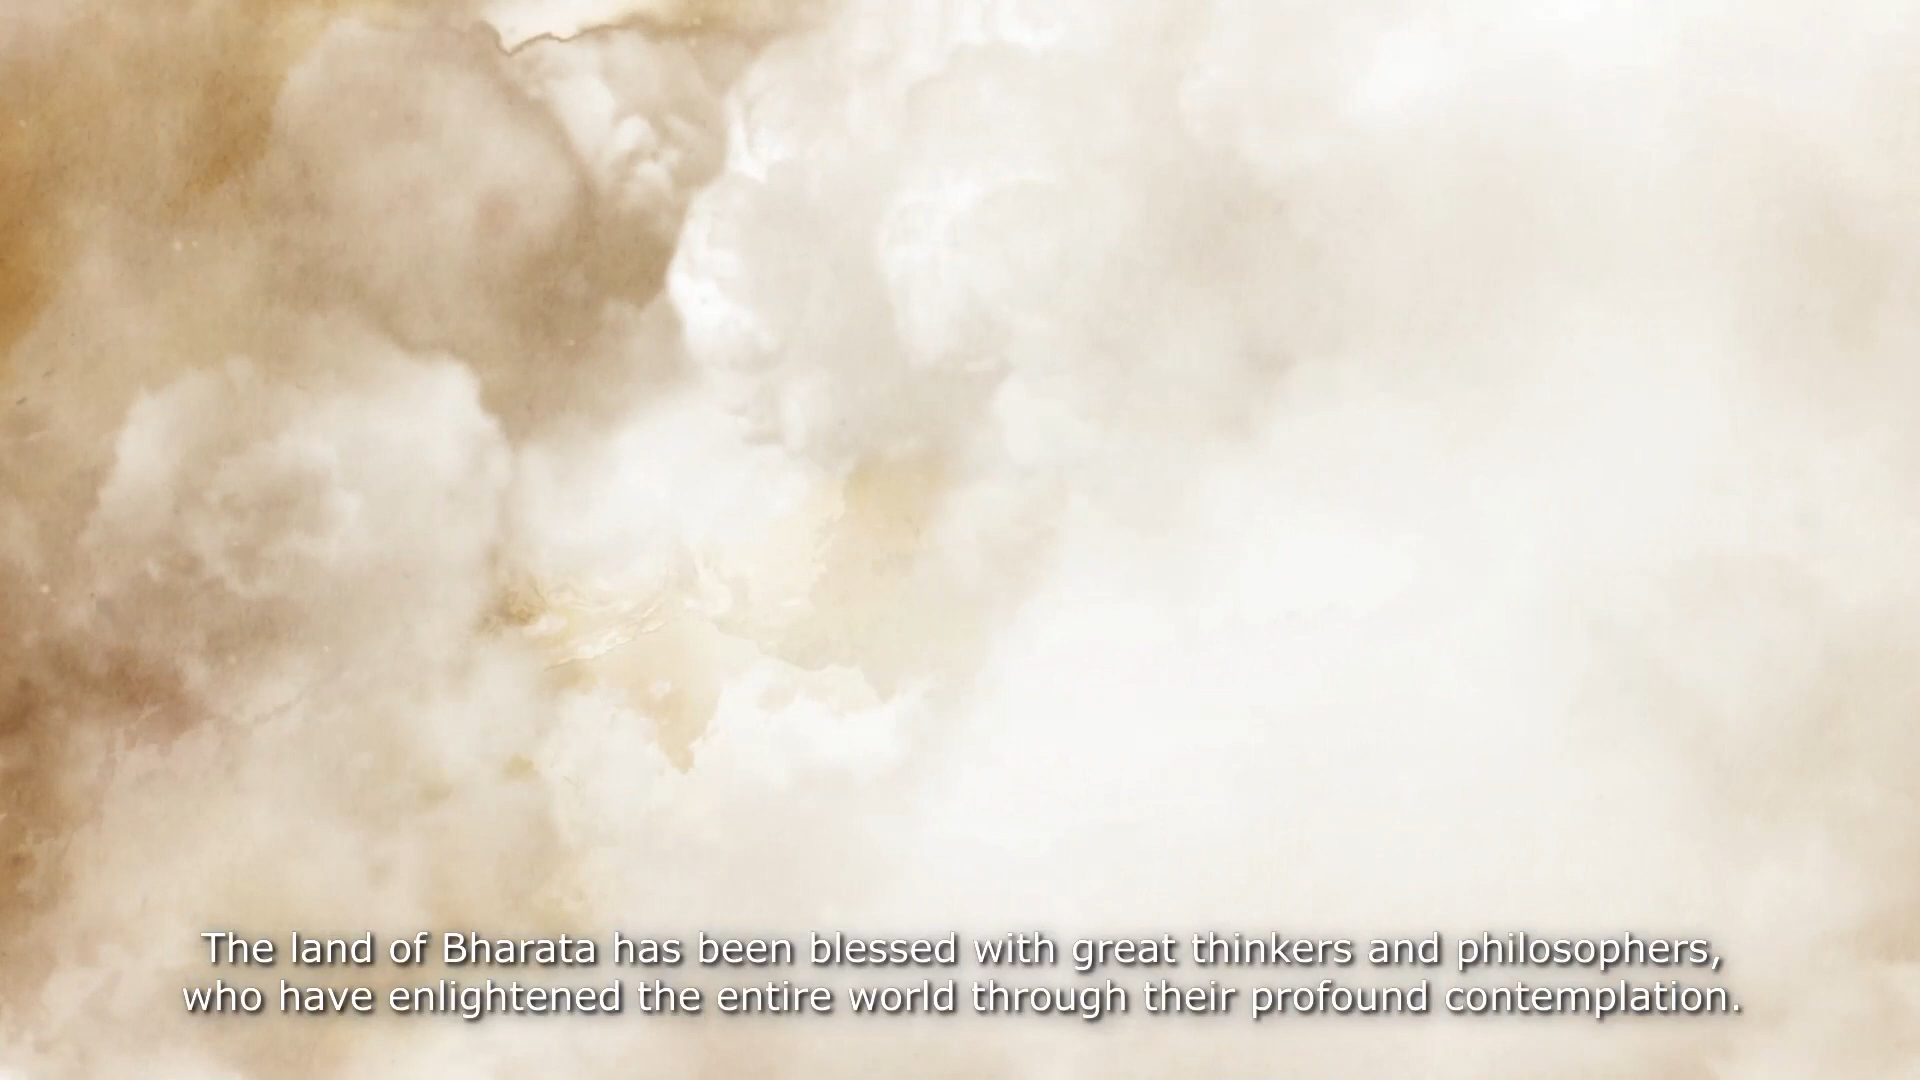 The land of Bharata has been blessed with great thinkers and philosophers,
who have enlightened the entire world through their profound contemplation.